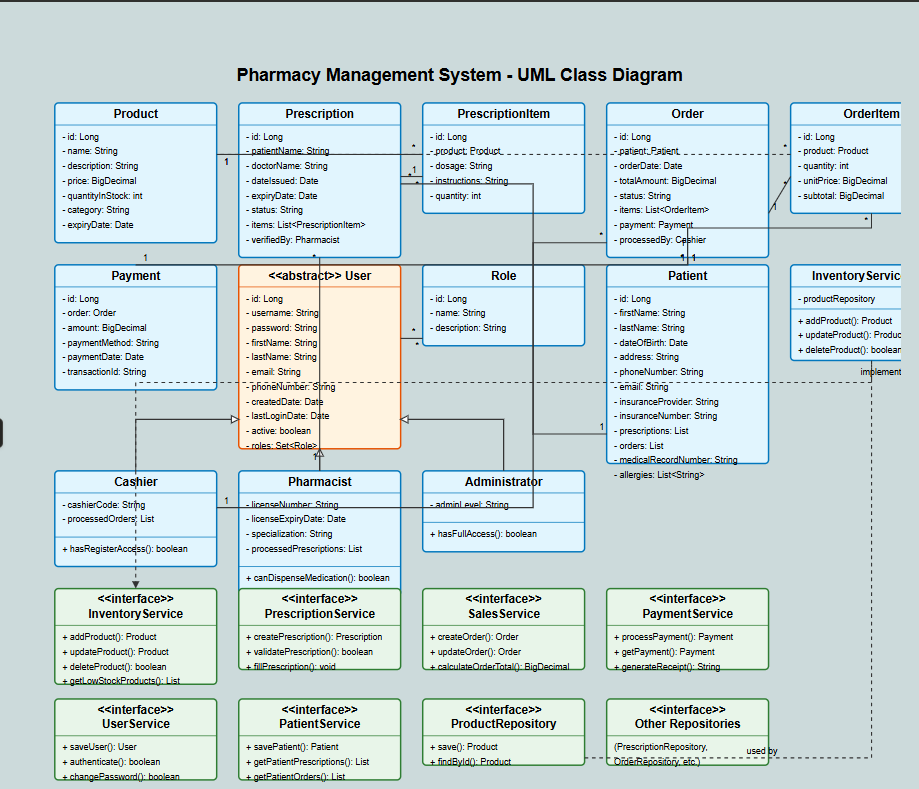 Pharmacy Management System - UML Class Diagram
Product
- id: Long
- name: String
- description: String
- price: BigDecimal
- quantityInStock: int
- category: String
- expiryDate: Date
Prescription
- id: Long
- patientName: String
- doctorName: String
- dateIssued: Date
- expiryDate: Date
- status: String
- items: List<PrescriptionItem>
- verifiedBy: Pharmacist
PrescriptionItem
- id: Long
- product: Product
- dosage: String
- instructions: String
- quantity: int
Order
- id: Long
- patient: Patient
- orderDate: Date
- totalAmount: BigDecimal
- status: String
- items: List<OrderItem>
- payment: Payment
- processedBy: Cashier
OrderItem
- id: Long
- product: Product
- quantity: int
- unitPrice: BigDecimal
- subtotal: BigDecimal
1
*
*
1
*
*
*
1
*
*
1
*
1
1
Payment
- id: Long
- order: Order
- amount: BigDecimal
- paymentMethod: String
- paymentDate: Date
- transactionId: String
<<abstract>> User
- id: Long
- username: String
- password: String
- firstName: String
- lastName: String
- email: String
- phoneNumber: String
- createdDate: Date
- lastLoginDate: Date
- active: boolean
- roles: Set<Role>
Role
- id: Long
- name: String
- description: String
*
*
Patient
- id: Long
- firstName: String
- lastName: String
- dateOfBirth: Date
- address: String
- phoneNumber: String
- email: String
- insuranceProvider: String
- insuranceNumber: String
- prescriptions: List
- orders: List
- medicalRecordNumber: String
- allergies: List<String>
InventoryServic
- productRepository
+ addProduct(): Product
+ updateProduct(): Produc
+ deleteProduct(): boolean
implement
1
1
Cashier
- cashierCode: String
- processedOrders: List
+ hasRegisterAccess(): boolean
1
Pharmacist
- licenseNumber: String
- licenseExpiryDate: Date
- specialization: String
- processedPrescriptions: List
+ canDispenseMedication(): boolean
Administrator
- adminLevel: String
+ hasFullAccess(): boolean
<<interface>>
InventoryService
+ addProduct(): Product
+ updateProduct(): Product
+ deleteProduct(): boolean
+ getLowStockProducts(): List
<<interface>>
PrescriptionService
+ createPrescription(): Prescription
+ validatePrescription(): boolean
+ fillPrescription(): void
<<interface>>
SalesService
+ createOrder(): Order
+ updateOrder(): Order
+ calculateOrderTotal(): BigDecimal
<<interface>>
PaymentService
+ processPayment(): Payment
+ getPayment(): Payment
+ generateReceipt(): String
<<interface>>
UserService
+ saveUser(): User
+ authenticate(): boolean
+ changePassword(): boolean
<<interface>>
PatientService
+ savePatient(): Patient
+ getPatientPrescriptions(): List
+ getPatientOrders(): List
<<interface>>
ProductRepository
+ save(): Product
+ findById(): Product
<<interface>>
Other Repositories
(PrescriptionRepository,
OrderRepository, etc.)
used by